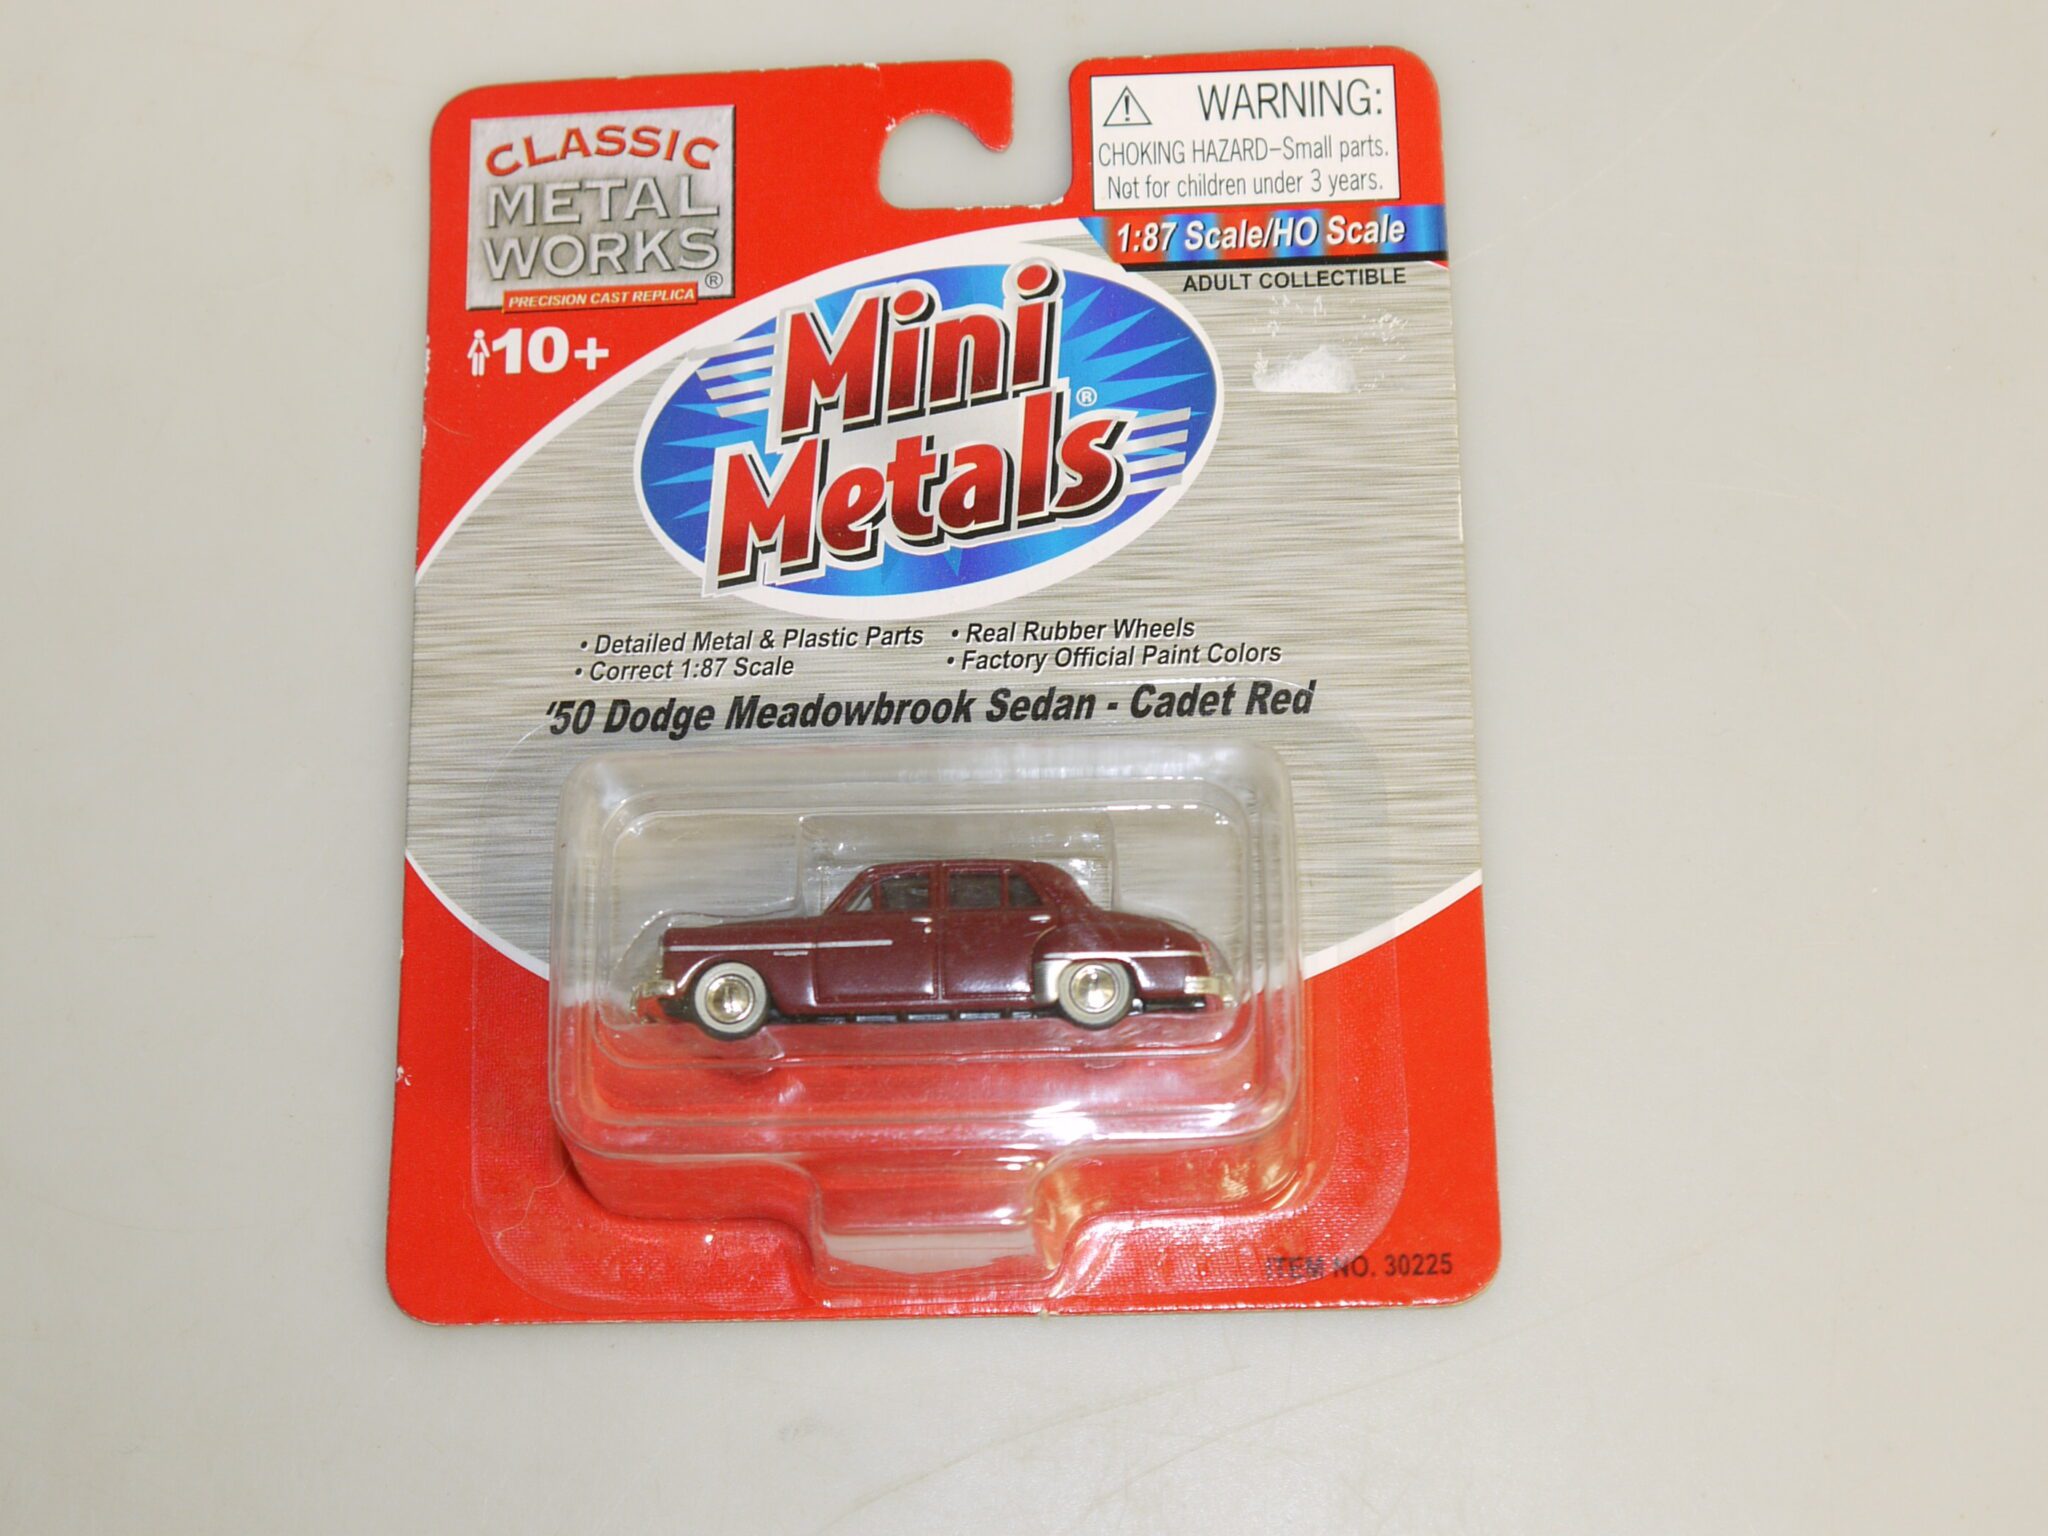 CLASSIC
METAL
WORKS®
PRECISION CAST REPLICA
10+
WARNING:
CHOKING HAZARD–Small parts.
Not for children under 3 years.
1:87 Scale/HO Scale
ADULT COLLECTIBLE
Mini
Metals®
• Detailed Metal & Plastic Parts
• Correct 1:87 Scale
• Real Rubber Wheels
• Factory Official Paint Colors
'50 Dodge Meadowbrook Sedan - Cadet Red
ITEM NO. 30225